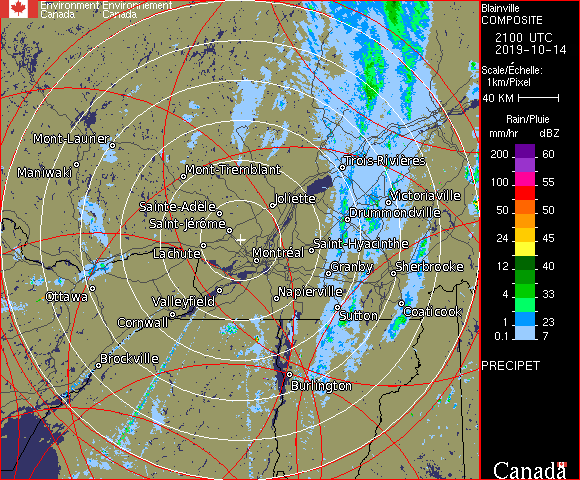 Environment Environnement
Canada Canada
Blainville
COMPOSITE
2100 UTC
2019-10-14
Scale/Échelle:
1km/Pixel
40 KM
Rain/Pluie
mm/hr dBZ
200 60
100 55
50 50
24 45
12 40
4 33
1 23
0.1 7
PRECIPET
Mont-Laurier
Maniwaki
Mont-Tremblant
Trois-Rivières
Joliette
Victoriaville
Sainte-Adèle
Drummondville
Saint-Jérôme
Lachute
Montréal
Saint-Hyacinthe
Granby
Sherbrooke
Ottawa
Valleyfield
Napierville
Coaticook
Cornwall
Sutton
Brockville
Burlington
Canada